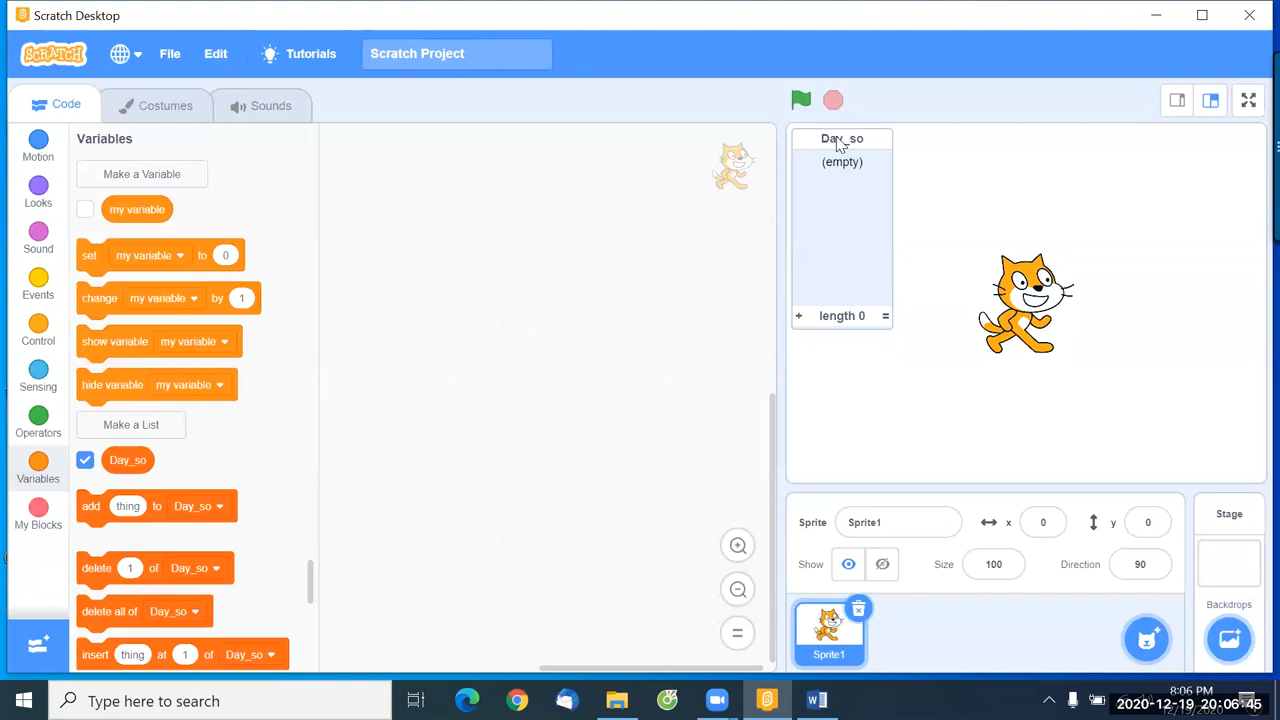 Scratch Desktop
SCRATCH File Edit Tutorials Scratch Project
Code Costumes Sounds
Motion
Looks
Sound
Events
Control
Sensing
Operators
Variables
My Blocks
Variables
Make a Variable
my variable
set my variable to 0
change my variable by 1
show variable my variable
hide variable my variable
Make a List
Day_so
add thing to Day_so
delete 1 of Day_so
delete all of Day_so
insert thing at 1 of Day_so
Day_so
(empty)
+ length 0 =
Sprite Sprite1 x 0 y 0
Show Size 100 Direction 90
Sprite1
Stage
Backdrops
Type here to search
8:06 PM
2020-12-19 20:06:45